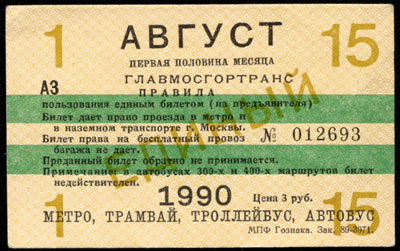 1 АВГУСТ 15
ПЕРВАЯ ПОЛОВИНА МЕСЯЦА
ГЛАВМОСГОРТРАНС
А3 ПРАВИЛА
пользования единым билетом (на предъявителя)
Билет дает право проезда в метро и
в наземном транспорте г. Москвы.
Билет права на бесплатный провоз
багажа не дает.
№ 012693
Проданный билет обратно не принимается.
Примечание: в автобусах 300-х и 400-х маршрутов билет
недействителен.
ЕДИНЫЙ
1 1990 Цена 3 руб. 15
МЕТРО, ТРАМВАЙ, ТРОЛЛЕЙБУС, АВТОБУС
МПФ Гознака. Зак. 89-3971.